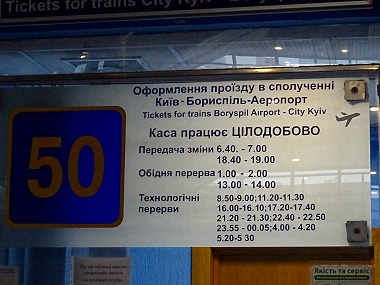 Tickets for trains City Kyiv - Boryspil
Оформлення проїзду в сполученні
Київ-Бориспіль-Аеропорт
Tickets for trains Boryspil Airport - City Kyiv
Каса працює ЦІЛОДОБОВО
50
Передача зміни 6.40. - 7.00
18.40 - 19.00
Обідня перерва 1.00 - 2.00
13.00 - 14.00
Технологічні перерви 8.50-9.00;11.20-11.30
16.00-16.10;17.20-17.40
21.20 - 21.30;22.40 - 22.50
23.55 - 00.05;4.00 - 4.20
5.20-5 30
Якість та сервіс